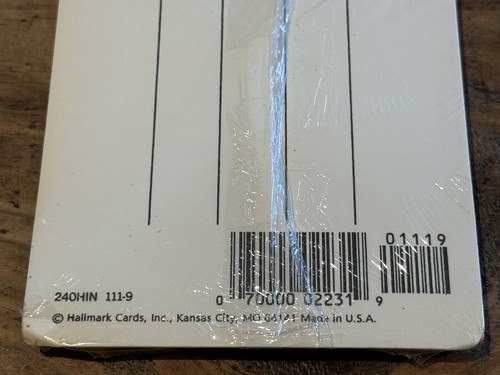 01119
240HIN 111-9
0 70000 02231 9
© Hallmark Cards, Inc., Kansas City, MO 64141 Made in U.S.A.